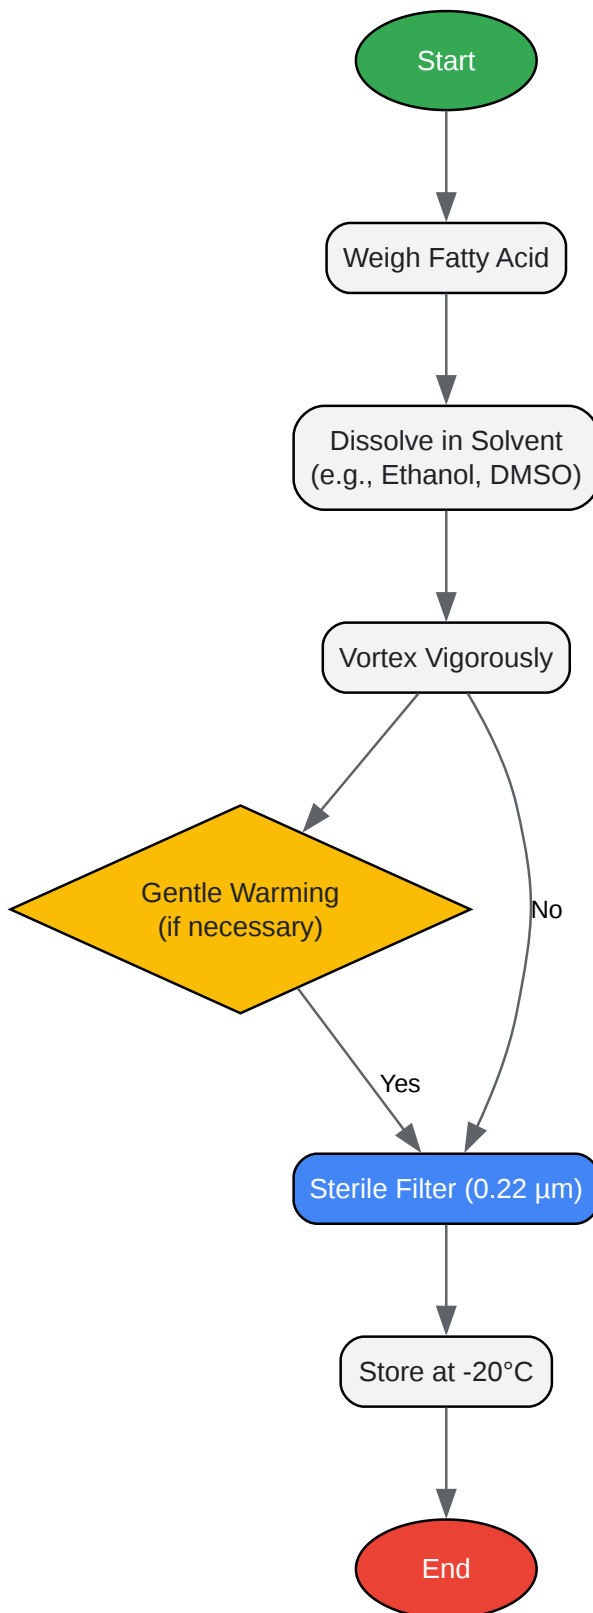 Start
Weigh Fatty Acid
Dissolve in Solvent
(e.g., Ethanol, DMSO)
Vortex Vigorously
Gentle Warming
(if necessary)
No
Yes
Sterile Filter (0.22 µm)
Store at -20°C
End